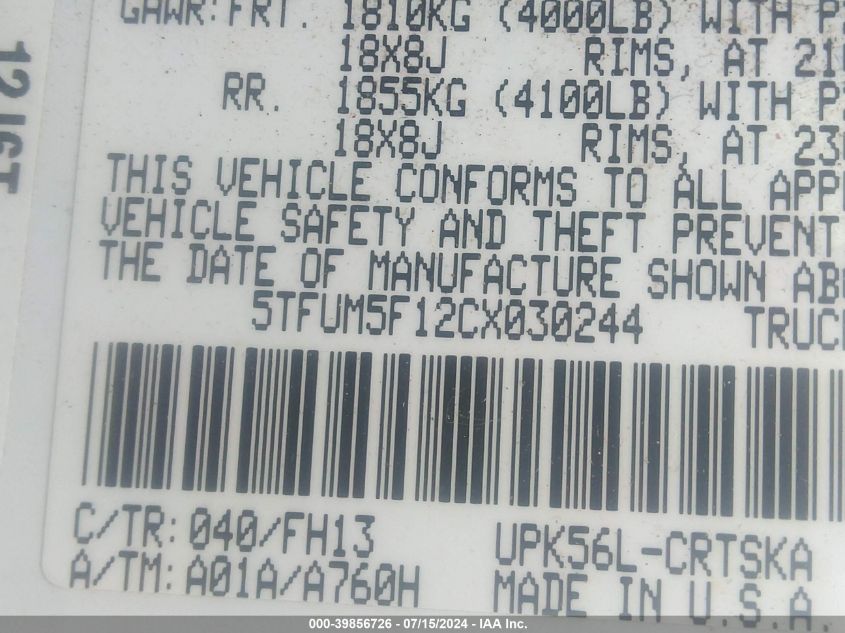 GAWR: FRT. 1810KG (4000LB) WITH
18X8J RIMS, AT
RR. 1855KG (4100LB) WITH
18X8J RIMS, AT
THIS VEHICLE CONFORMS TO ALL
VEHICLE SAFETY AND THEFT
THE DATE OF MANUFACTURE SHOWN
5TFUM5F12CX030244
C/TR: 040/FH13 UPK56L-CRTSKA
A/TM: A01A/A760H MADE IN U.S.A.
000-39856726 - 07/15/2024 - IAA Inc.